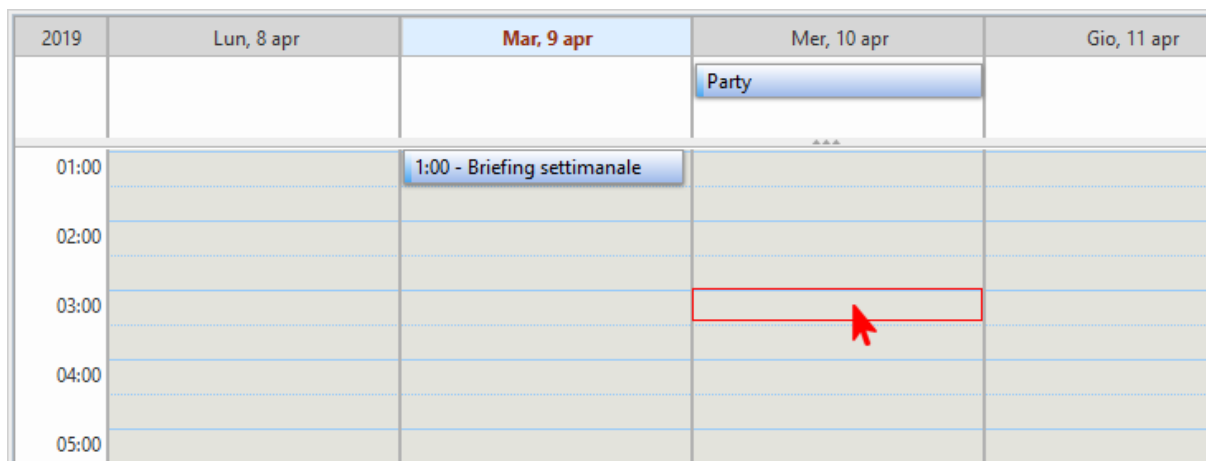 2019 Lun, 8 apr Mar, 9 apr Mer, 10 apr Gio, 11 apr
Party
01:00 1:00 - Briefing settimanale
02:00
03:00
04:00
05:00